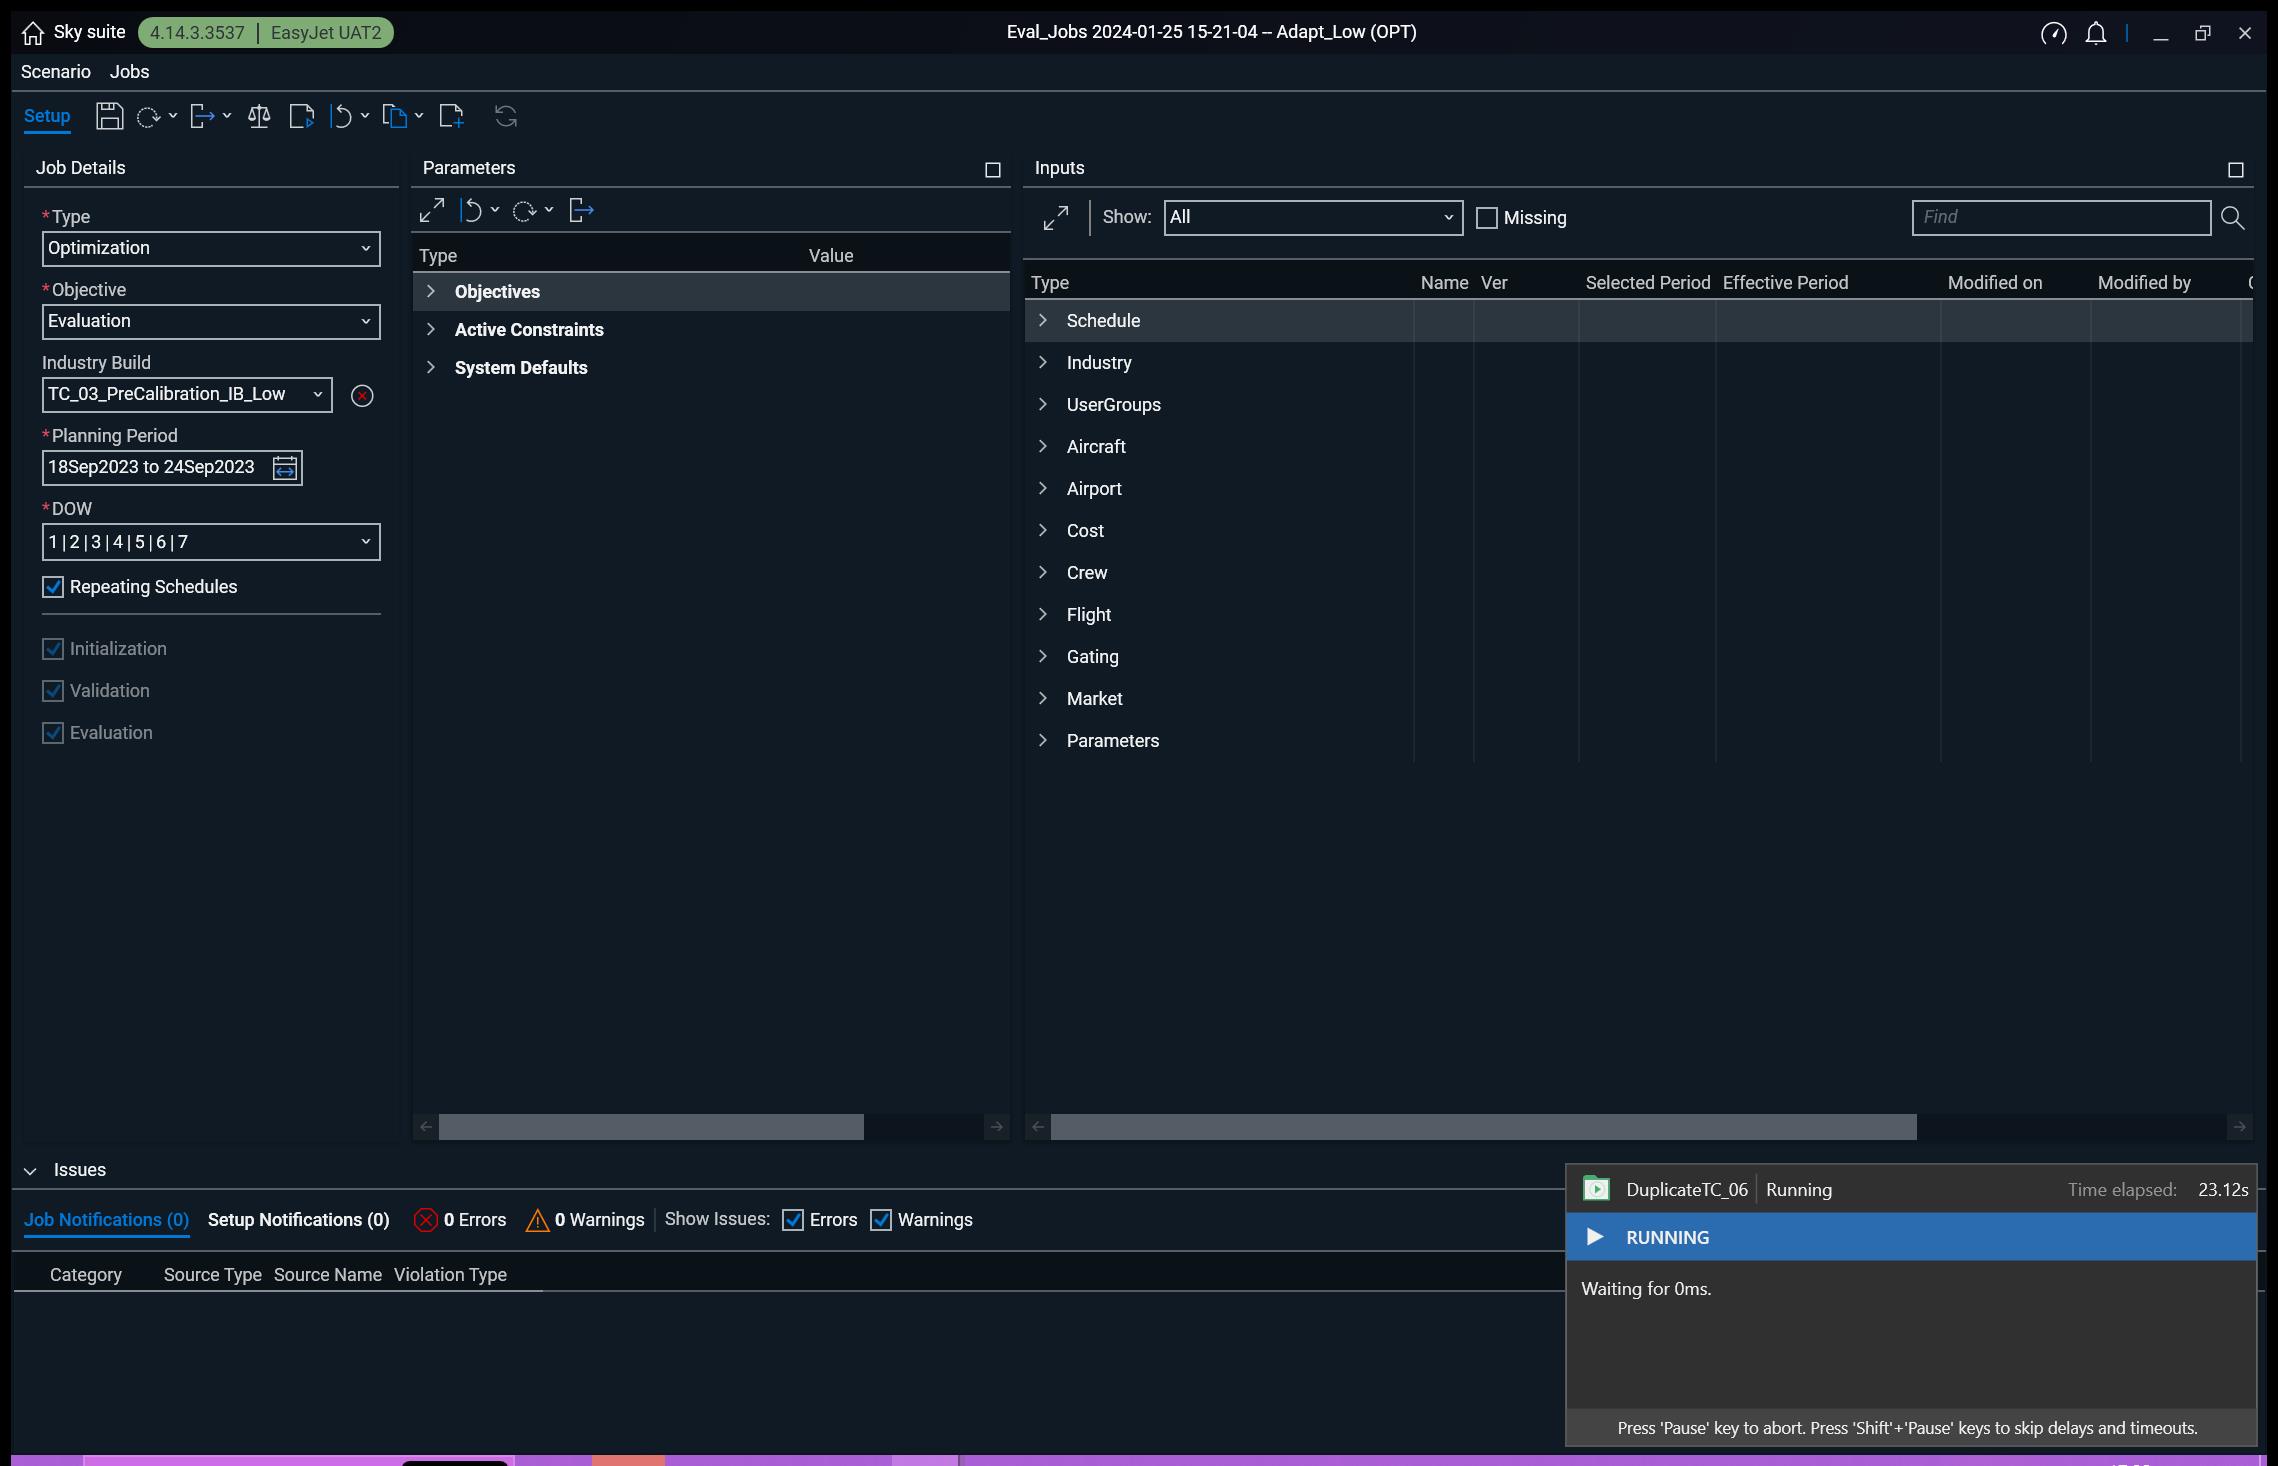 Sky suite 4.14.3.3537 | EasyJet UAT2 Eval_Jobs 2024-01-25 15-21-04 -- Adapt_Low (OPT)
Scenario Jobs
Setup
Job Details
*Type
Optimization
*Objective
Evaluation
Industry Build
TC_03_PreCalibration_IB_Low
*Planning Period
18Sep2023 to 24Sep2023
*DOW
1|2|3|4|5|6|7
Repeating Schedules
Initialization
Validation
Evaluation
Parameters
Type Value
Objectives
Active Constraints
System Defaults
Inputs
Show: All Missing Find
Type Name Ver Selected Period Effective Period Modified on Modified by
Schedule
Industry
UserGroups
Aircraft
Airport
Cost
Crew
Flight
Gating
Market
Parameters
Issues
Job Notifications (0) Setup Notifications (0) 0 Errors 0 Warnings Show Issues: Errors Warnings
Category Source Type Source Name Violation Type
DuplicateTC_06 | Running Time elapsed: 23.12s
RUNNING
Waiting for 0ms.
Press 'Pause' key to abort. Press 'Shift'+'Pause' keys to skip delays and timeouts.